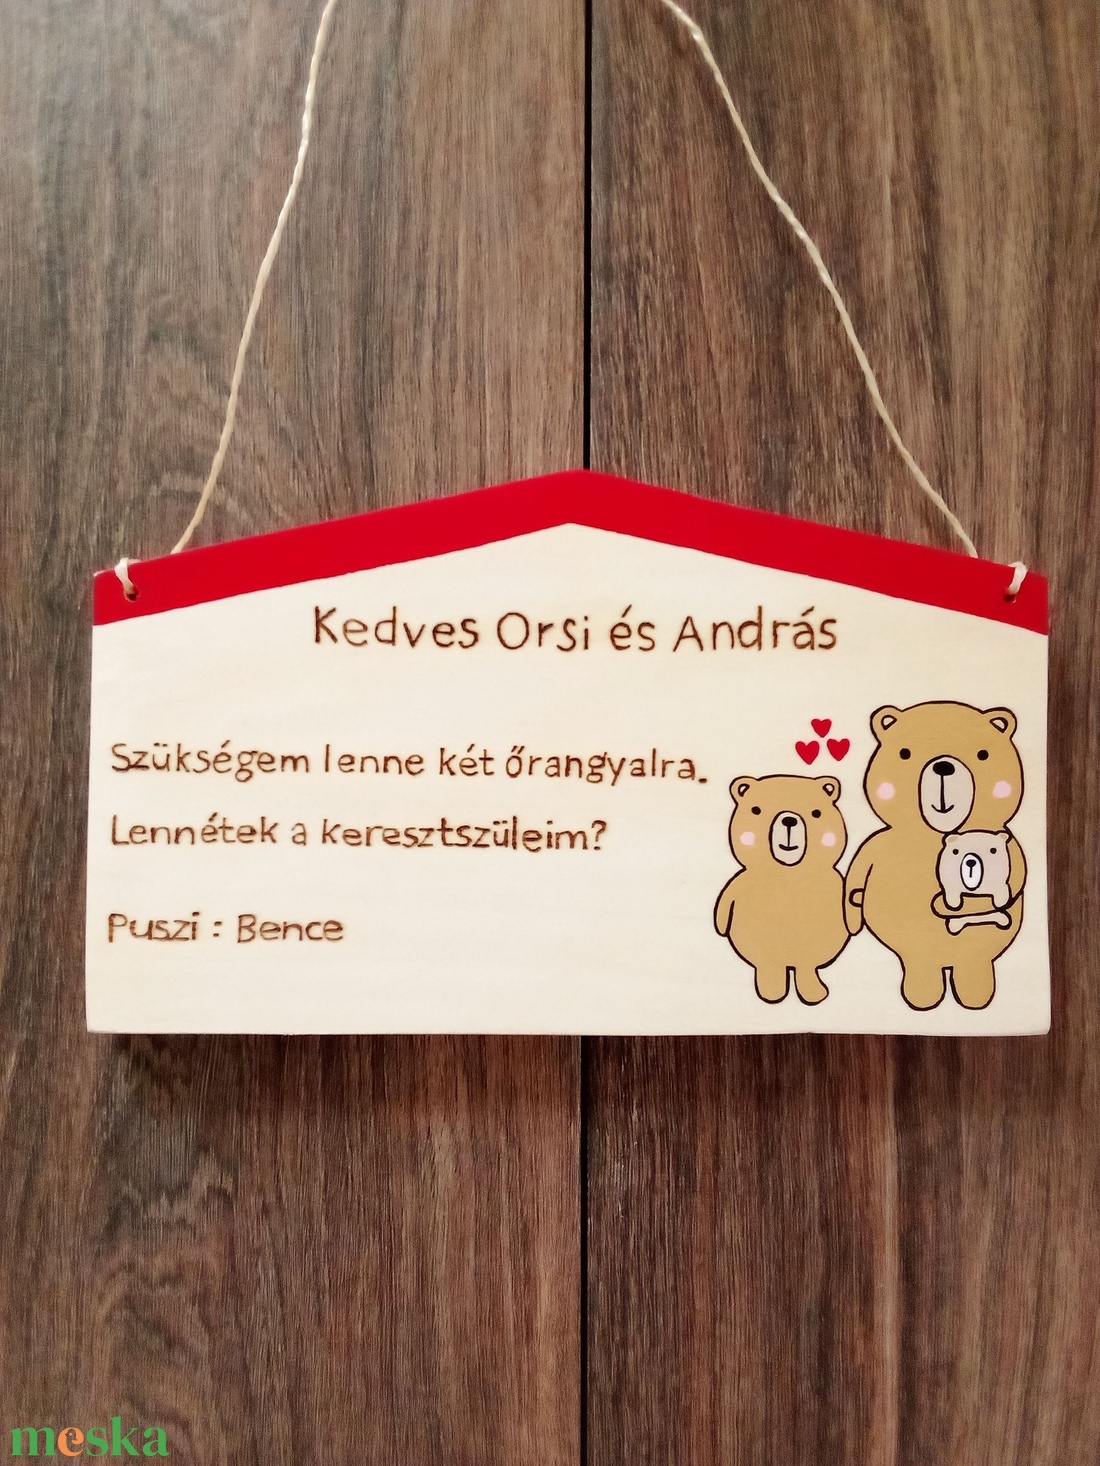 Kedves Orsi és András
Szükségem lenne két őrangyalra.
Lennétek a keresztszüleim?
Puszi : Bence
meska